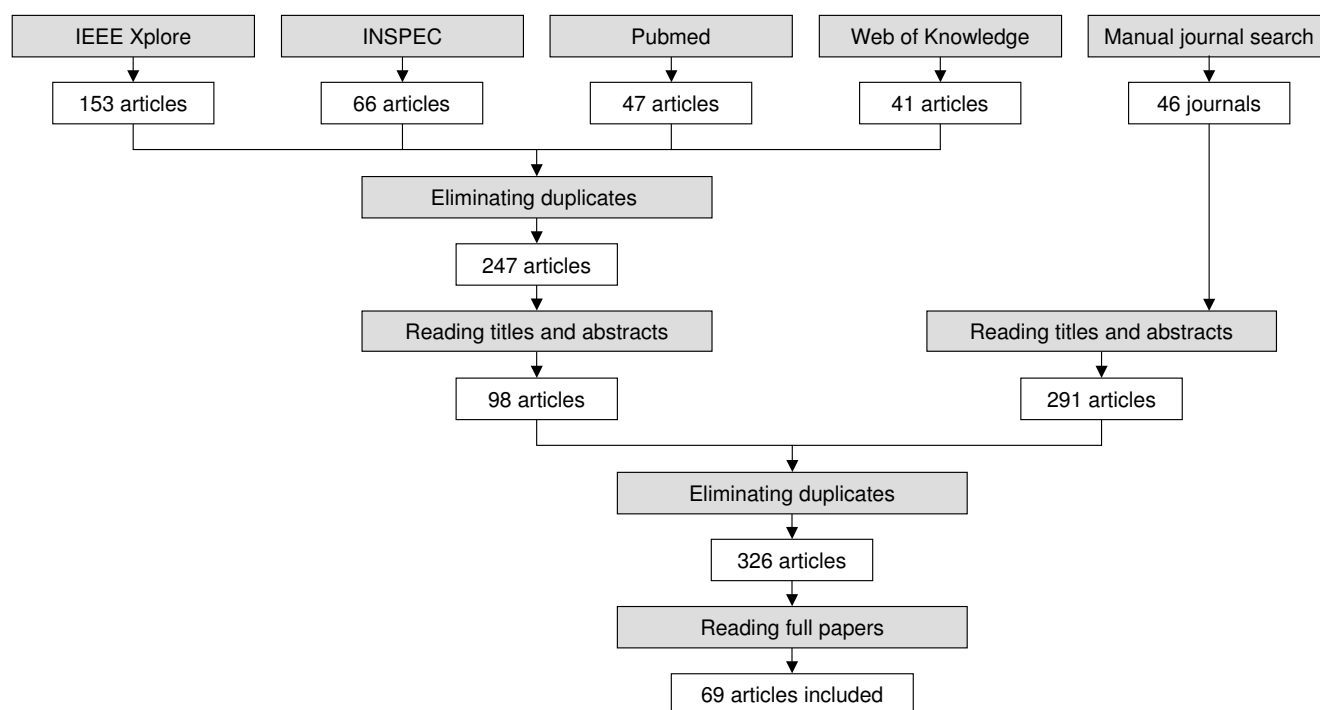 IEEE Xplore
INSPEC
Pubmed
Web of Knowledge
Manual journal search
153 articles
66 articles
47 articles
41 articles
46 journals
Eliminating duplicates
247 articles
Reading titles and abstracts
Reading titles and abstracts
98 articles
291 articles
Eliminating duplicates
326 articles
Reading full papers
69 articles included